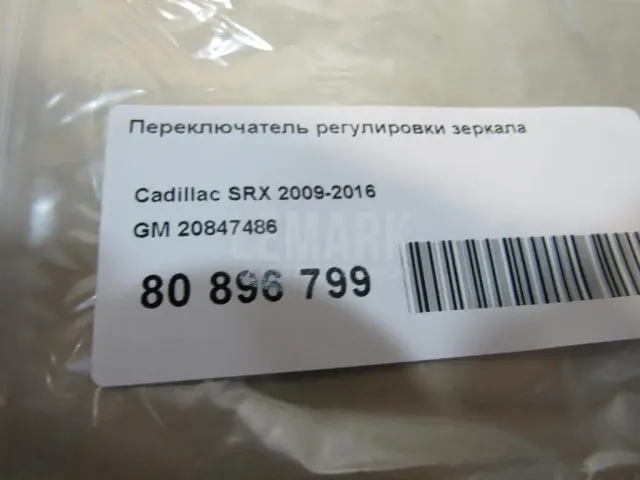 Переключатель регулировки зеркала
Cadillac SRX 2009-2016
GM 20847486
80 896 799